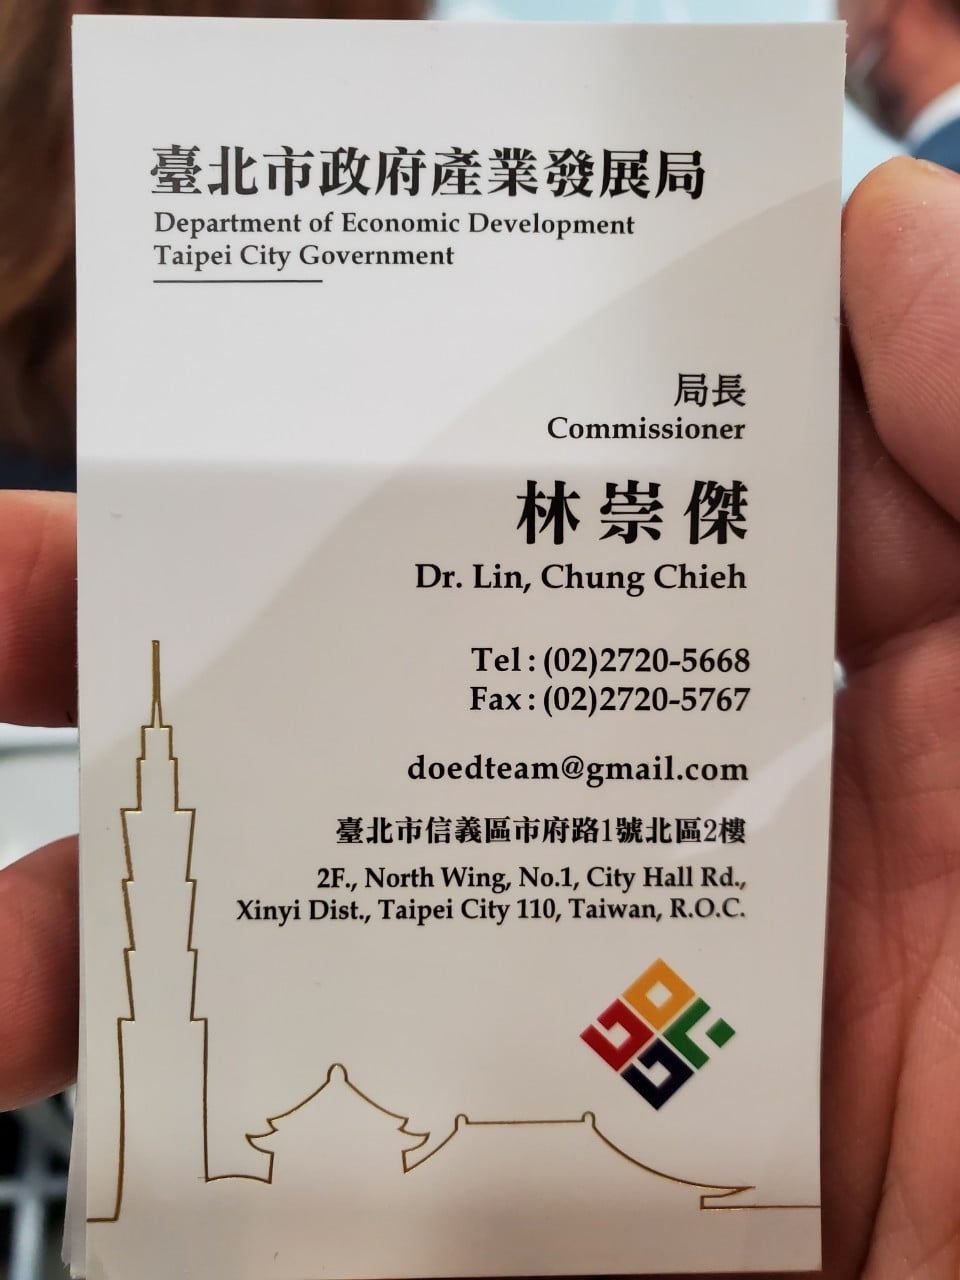 臺北市政府產業發展局
Department of Economic Development
Taipei City Government
局長
Commissioner
林崇傑
Dr. Lin, Chung Chieh
Tel : (02)2720-5668
Fax : (02)2720-5767
doedteam@gmail.com
臺北市信義區市府路1號北區2樓
2F., North Wing, No.1, City Hall Rd.,
Xinyi Dist., Taipei City 110, Taiwan, R.O.C.